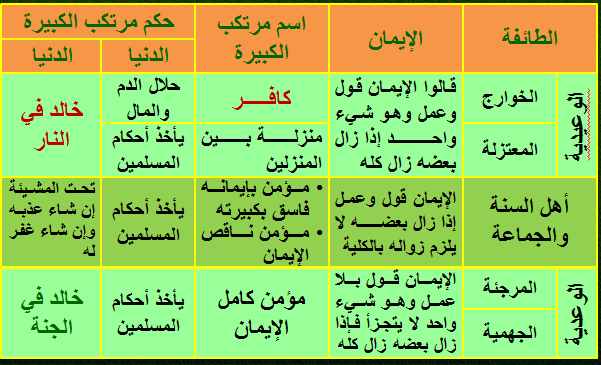 الطائفة
الإيمان
اسم مرتكب
الكبيرة
حكم مرتكب الكبيرة
الدنيا
الدنيا
الوعيدية
الخوارج
المعتزلة
قالوا الإيمان قول
وعمل وهو شيء
واحد إذا زال
بعضه زال كله
كافر
منزلة بين
المنزلين
حلال الدم
والمال
يأخذ أحكام
المسلمين
خالد في
النار
أهل السنة
والجماعة
الإيمان قول وعمل
إذا زال بعضه لا
يلزم زواله بالكلية
• مؤمن بإيمانه
فاسق بكبيرته
• مؤمن ناقص
الإيمان
يأخذ أحكام
المسلمين
تحت المشيئة
إن شاء عذبه
وإن شاء غفر
له
الوعدية
المرجئة
الجهمية
الإيمان قول بلا
عمل وهو شيء
واحد لا يتجزأ فإذا
زال بعضه زال كله
مؤمن كامل
الإيمان
يأخذ أحكام
المسلمين
خالد في
الجنة